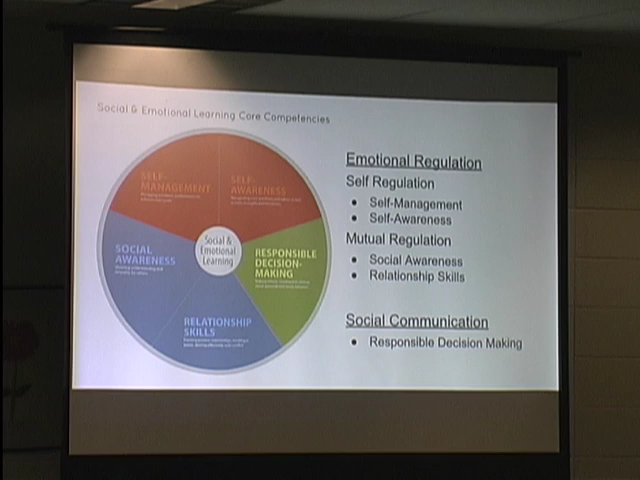 Social & Emotional Learning Core Competencies
SELF-
MANAGEMENT
SELF-
AWARENESS
SOCIAL
AWARENESS
Social &
Emotional
Learning
RESPONSIBLE
DECISION-
MAKING
RELATIONSHIP
SKILLS
Emotional Regulation
Self Regulation
• Self-Management
• Self-Awareness
Mutual Regulation
• Social Awareness
• Relationship Skills
Social Communication
• Responsible Decision Making